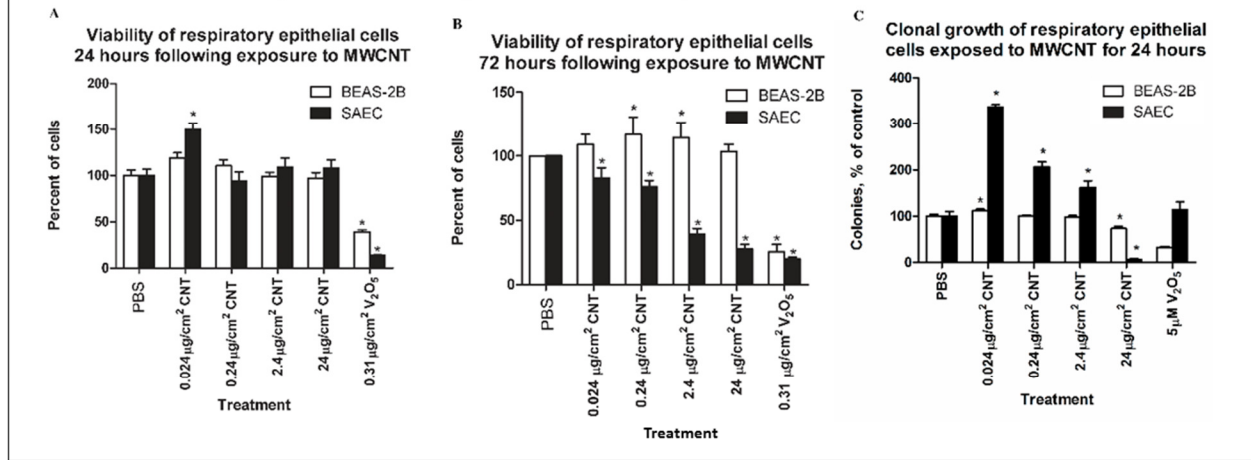 A
Viability of respiratory epithelial cells
24 hours following exposure to MWCNT
BEAS-2B
SAEC
Percent of cells
200
150
100
50
0
*
*
*
PBS
0.024µg/cm² CNT
0.24µg/cm² CNT
2.4µg/cm² CNT
24µg/cm² CNT
0.31 µg/cm² V₂O₅
Treatment
B
Viability of respiratory epithelial cells
72 hours following exposure to MWCNT
BEAS-2B
SAEC
Percent of cells
150
100
50
0
*
*
*
*
*
*
*
*
PBS
0.024 µg/cm² CNT
0.24 µg/cm² CNT
2.4 µg/cm² CNT
24 µg/cm² CNT
0.31 µg/cm² V₂O₅
Treatment
C
Clonal growth of respiratory epithelial
cells exposed to MWCNT for 24 hours
BEAS-2B
SAEC
Colonies, % of control
400
300
200
100
0
*
*
*
*
*
*
PBS
0.024µg/cm² CNT
0.24µg/cm² CNT
2.4µg/cm² CNT
24µg/cm² CNT
5µM V₂O₅
Treatment